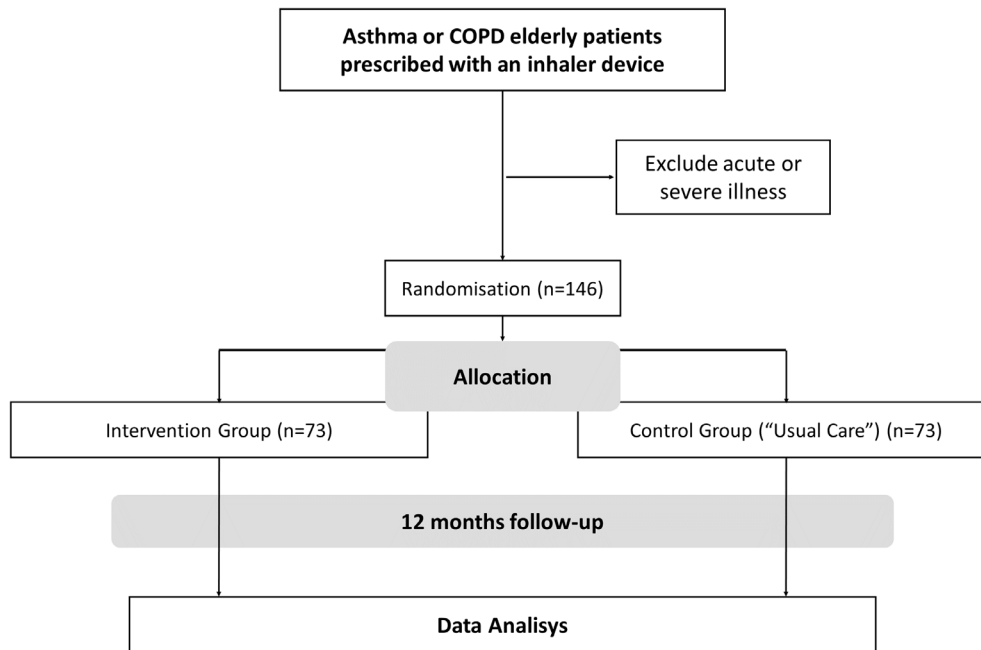 Asthma or COPD elderly patients
prescribed with an inhaler device
Exclude acute or
severe illness
Randomisation (n=146)
Allocation
Intervention Group (n=73)
Control Group (“Usual Care”) (n=73)
12 months follow-up
Data Analisys